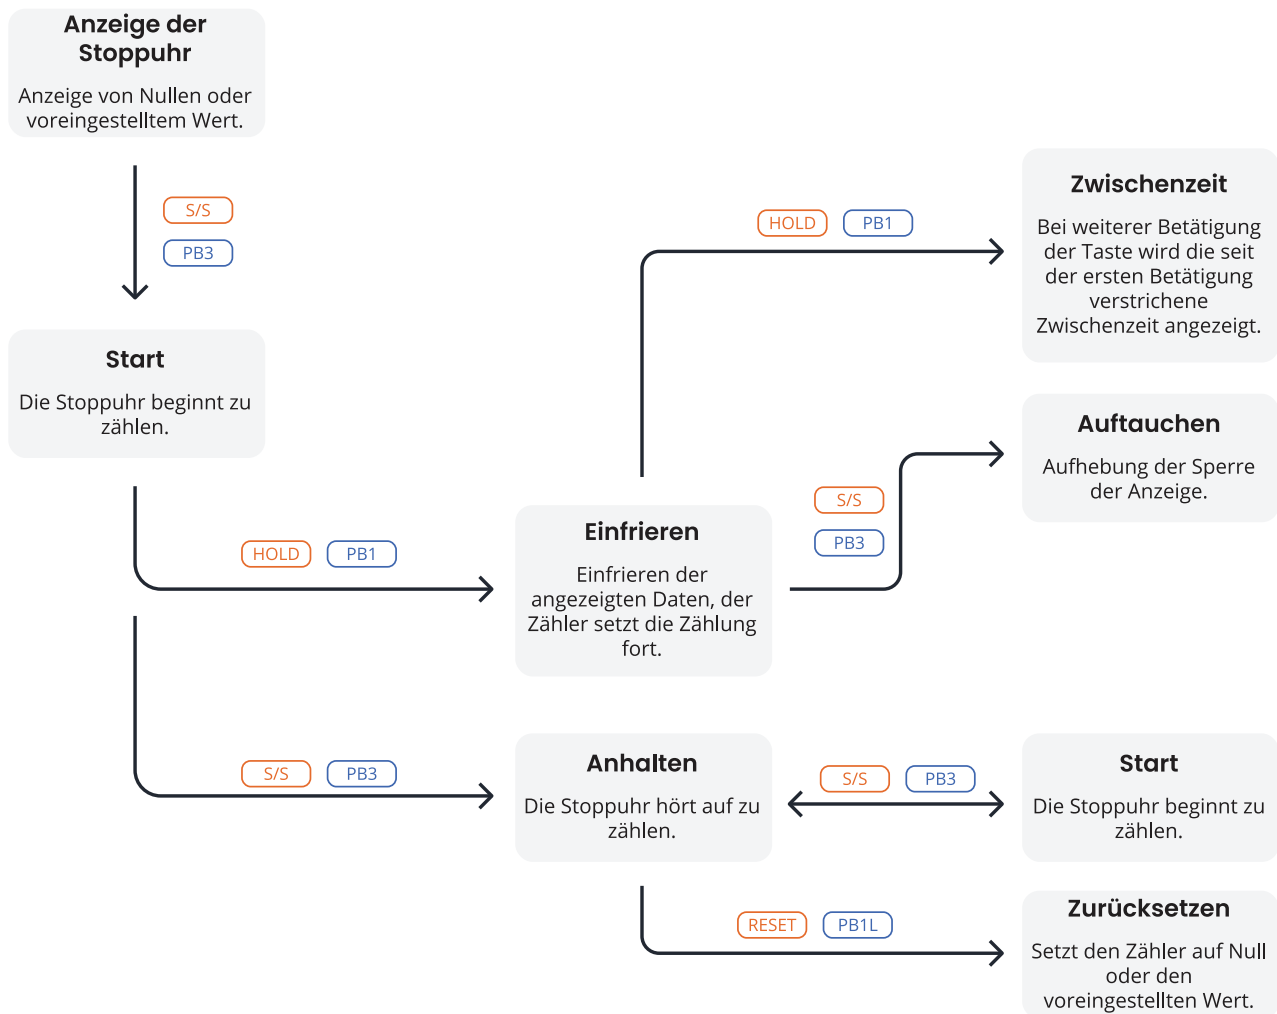 Anzeige der
Stoppuhr
Anzeige von Nullen oder
voreingestelltem Wert.
S/S
PB3
Start
Die Stoppuhr beginnt zu
zählen.
HOLD PB1
Zwischenzeit
Bei weiterer Betätigung
der Taste wird die seit
der ersten Betätigung
verstrichene
Zwischenzeit angezeigt.
Auftauchen
Aufhebung der Sperre
der Anzeige.
S/S
PB3
HOLD PB1
Einfrieren
Einfrieren der
angezeigten Daten, der
Zähler setzt die Zählung
fort.
S/S PB3
Anhalten
Die Stoppuhr hört auf zu
zählen.
S/S PB3
Start
Die Stoppuhr beginnt zu
zählen.
RESET PB1L
Zurücksetzen
Setzt den Zähler auf Null
oder den
voreingestellten Wert.